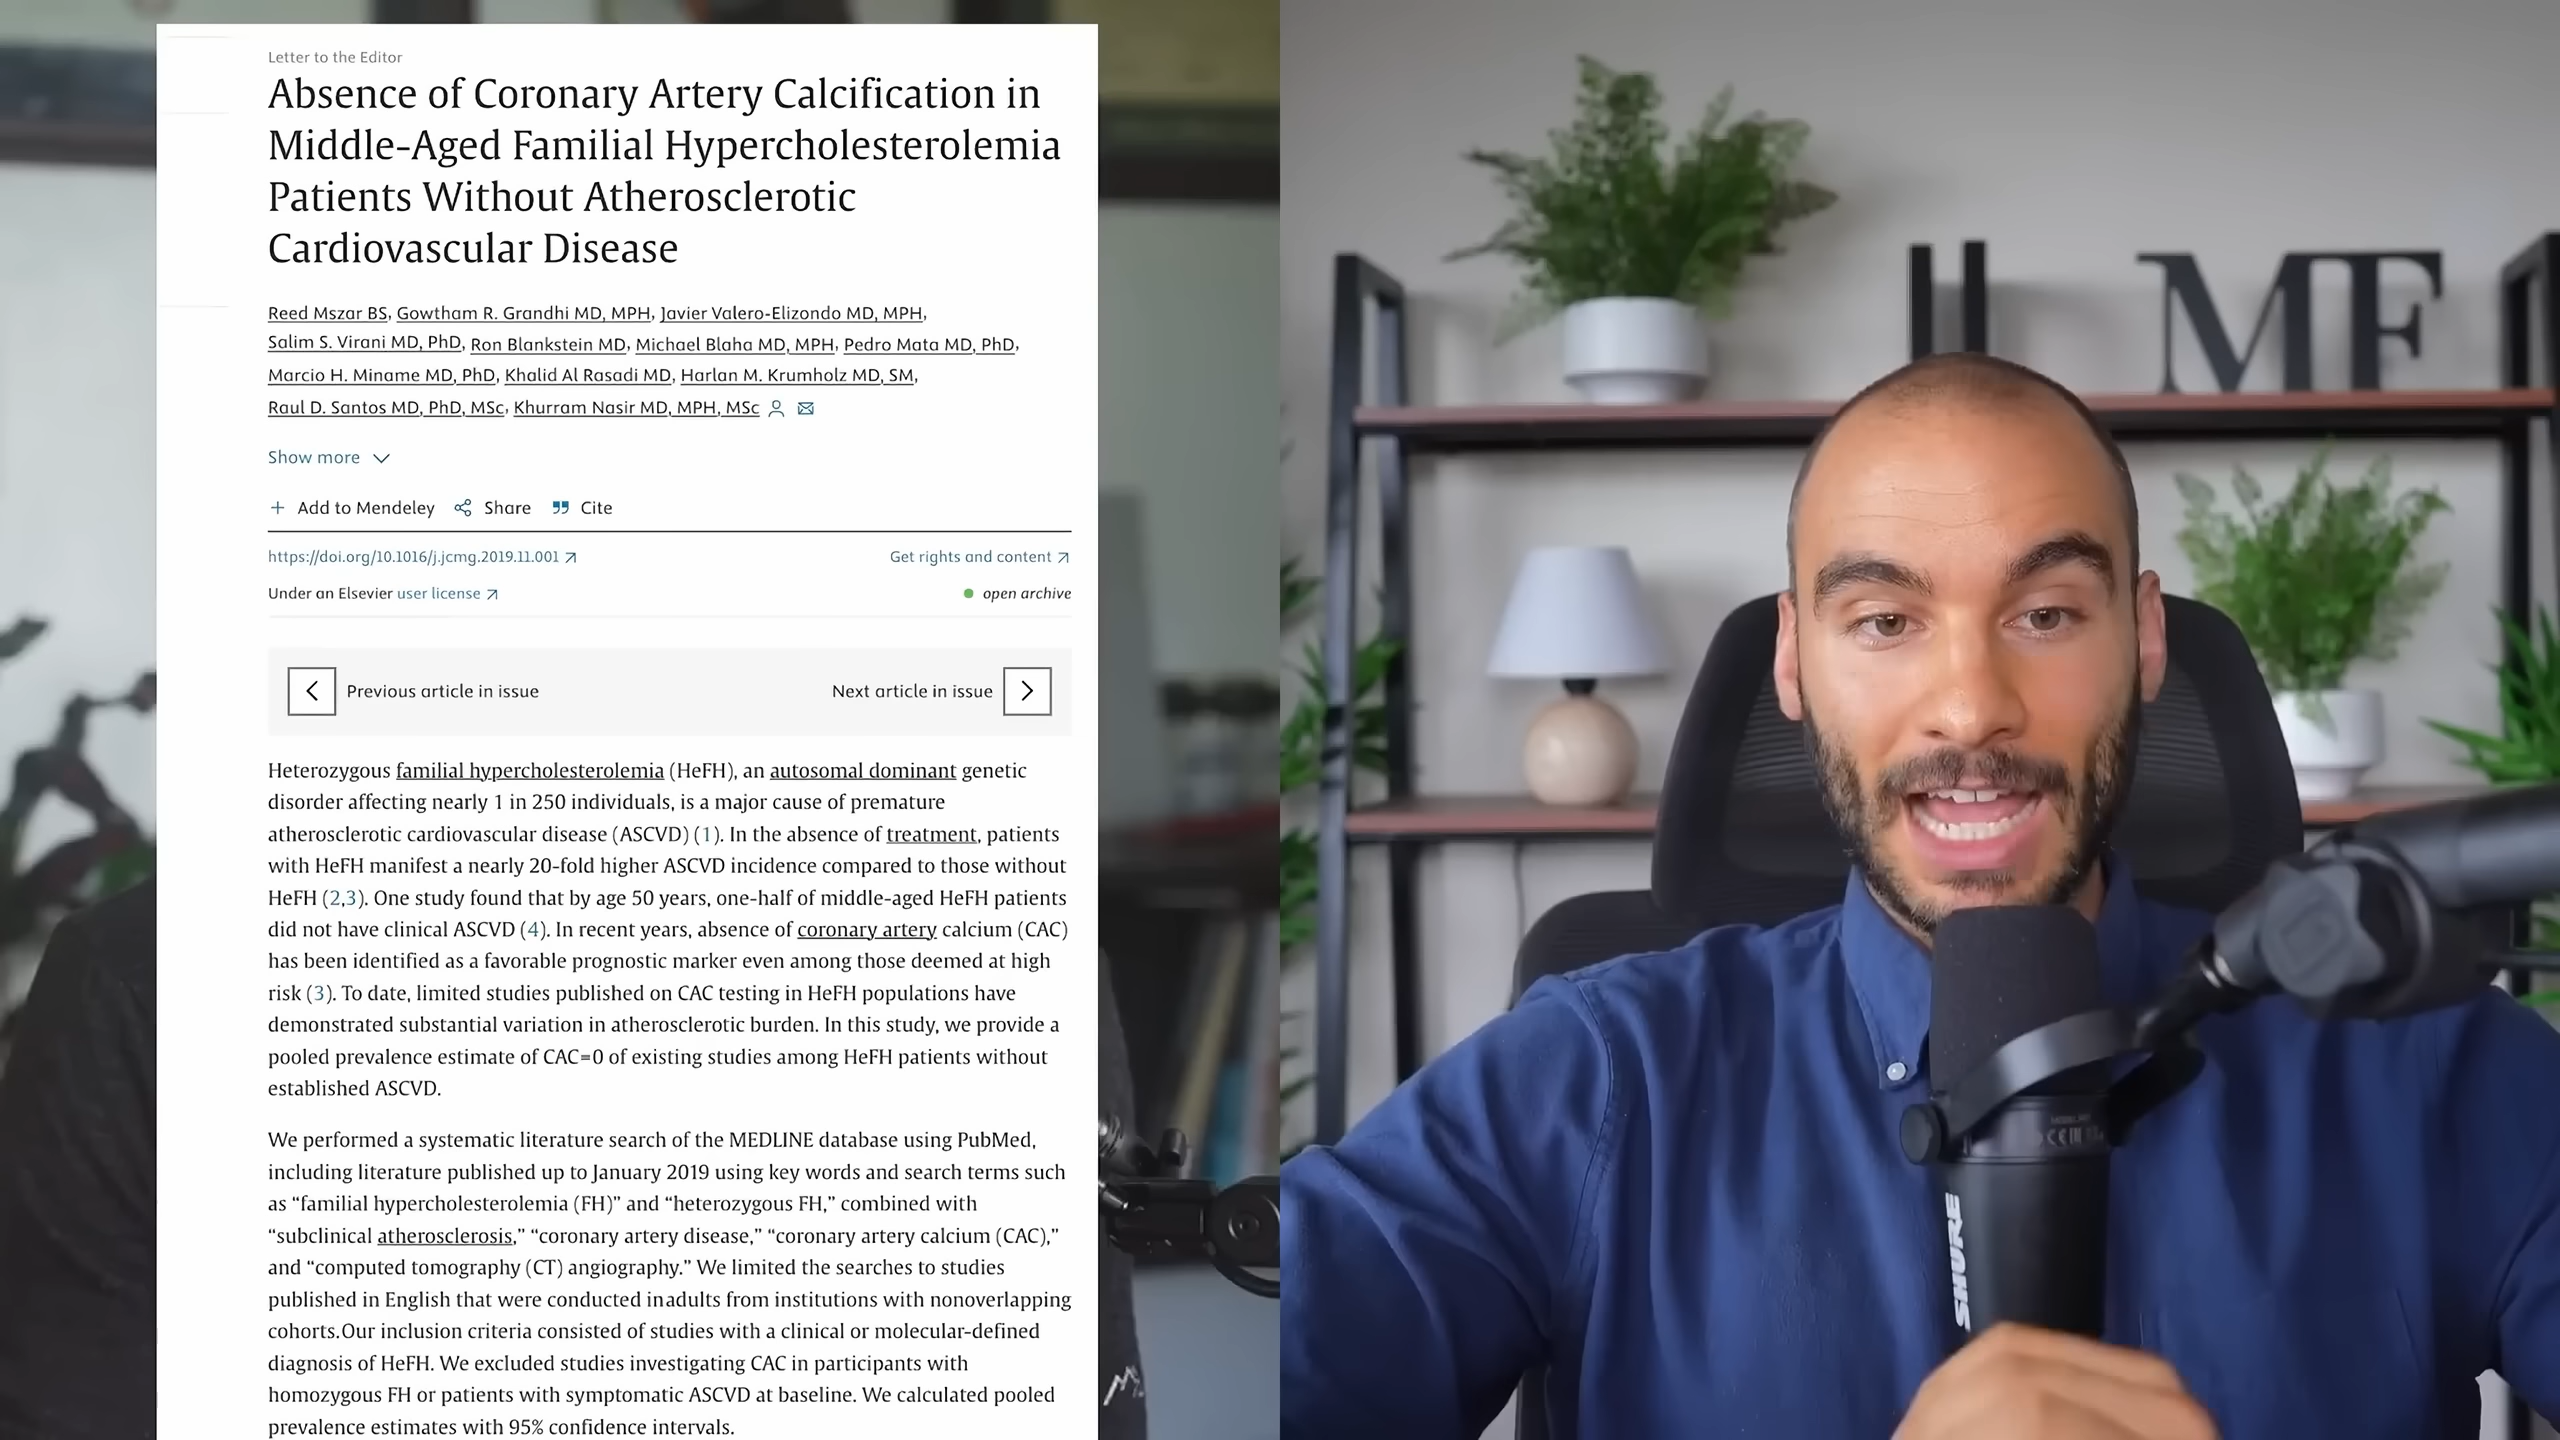 Letter to the Editor
Absence of Coronary Artery Calcification in
Middle-Aged Familial Hypercholesterolemia
Patients Without Atherosclerotic
Cardiovascular Disease
Reed Mszar BS, Gowtham R. Grandhi MD, MPH, Javier Valero-Elizondo MD, MPH,
Salim S. Virani MD, PhD, Ron Blankstein MD, Michael Blaha MD, MPH, Pedro Mata MD, PhD,
Marcio H. Miname MD, PhD, Khalid Al Rasadi MD, Harlan M. Krumholz MD, SM,
Raul D. Santos MD, PhD, MSc, Khurram Nasir MD, MPH, MSc
Show more
Add to Mendeley Share Cite
https://doi.org/10.1016/j.jcmg.2019.11.001 Get rights and content
Under an Elsevier user license open archive
Previous article in issue Next article in issue
Heterozygous familial hypercholesterolemia (HeFH), an autosomal dominant genetic
disorder affecting nearly 1 in 250 individuals, is a major cause of premature
atherosclerotic cardiovascular disease (ASCVD) (1). In the absence of treatment, patients
with HeFH manifest a nearly 20-fold higher ASCVD incidence compared to those without
HeFH (2,3). One study found that by age 50 years, one-half of middle-aged HeFH patients
did not have clinical ASCVD (4). In recent years, absence of coronary artery calcium (CAC)
has been identified as a favorable prognostic marker even among those deemed at high
risk (3). To date, limited studies published on CAC testing in HeFH populations have
demonstrated substantial variation in atherosclerotic burden. In this study, we provide a
pooled prevalence estimate of CAC=0 of existing studies among HeFH patients without
established ASCVD.
We performed a systematic literature search of the MEDLINE database using PubMed,
including literature published up to January 2019 using key words and search terms such
as “familial hypercholesterolemia (FH)” and “heterozygous FH,” combined with
“subclinical atherosclerosis,” “coronary artery disease,” “coronary artery calcium (CAC),”
and “computed tomography (CT) angiography.” We limited the searches to studies
published in English that were conducted inadults from institutions with nonoverlapping
cohorts.Our inclusion criteria consisted of studies with a clinical or molecular-defined
diagnosis of HeFH. We excluded studies investigating CAC in participants with
homozygous FH or patients with symptomatic ASCVD at baseline. We calculated pooled
prevalence estimates with 95% confidence intervals.
MF
SHURE